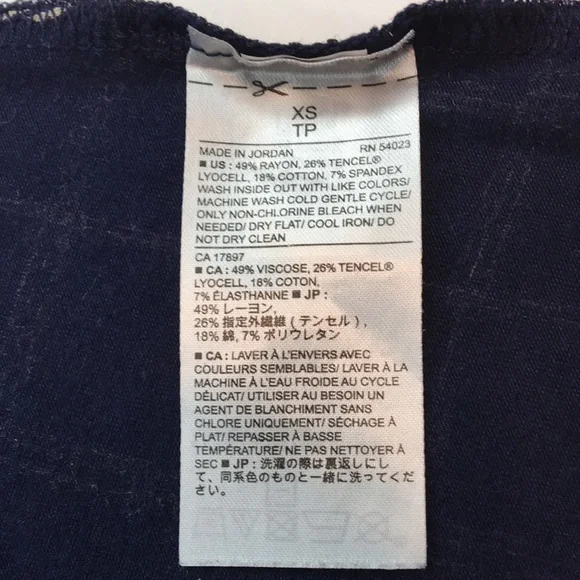 XS
TP
MADE IN JORDAN RN 54023
■ US : 49% RAYON, 26% TENCEL®
LYOCELL, 18% COTTON, 7% SPANDEX
WASH INSIDE OUT WITH LIKE COLORS/
MACHINE WASH COLD GENTLE CYCLE/
ONLY NON-CHLORINE BLEACH WHEN
NEEDED/ DRY FLAT/ COOL IRON/ DO
NOT DRY CLEAN
CA 17897
■ CA : 49% VISCOSE, 26% TENCEL®
LYOCELL, 18% COTON,
7% ÉLASTHANNE ■ JP :
49% レーヨン,
26% 指定外繊維 ( テンセル ) ,
18% 綿, 7% ポリウレタン
■ CA : LAVER À L'ENVERS AVEC
COULEURS SEMBLABLES/ LAVER À LA
MACHINE À L'EAU FROIDE AU CYCLE
DÉLICAT/ UTILISER AU BESOIN UN
AGENT DE BLANCHIMENT SANS
CHLORE UNIQUEMENT/ SÉCHAGE À
PLAT/ REPASSER À BASSE
TEMPÉRATURE/ NE PAS NETTOYER À
SEC ■ JP : 洗濯の際は裏返しにし
て、同系色のものと一緒に洗ってくだ
さい。